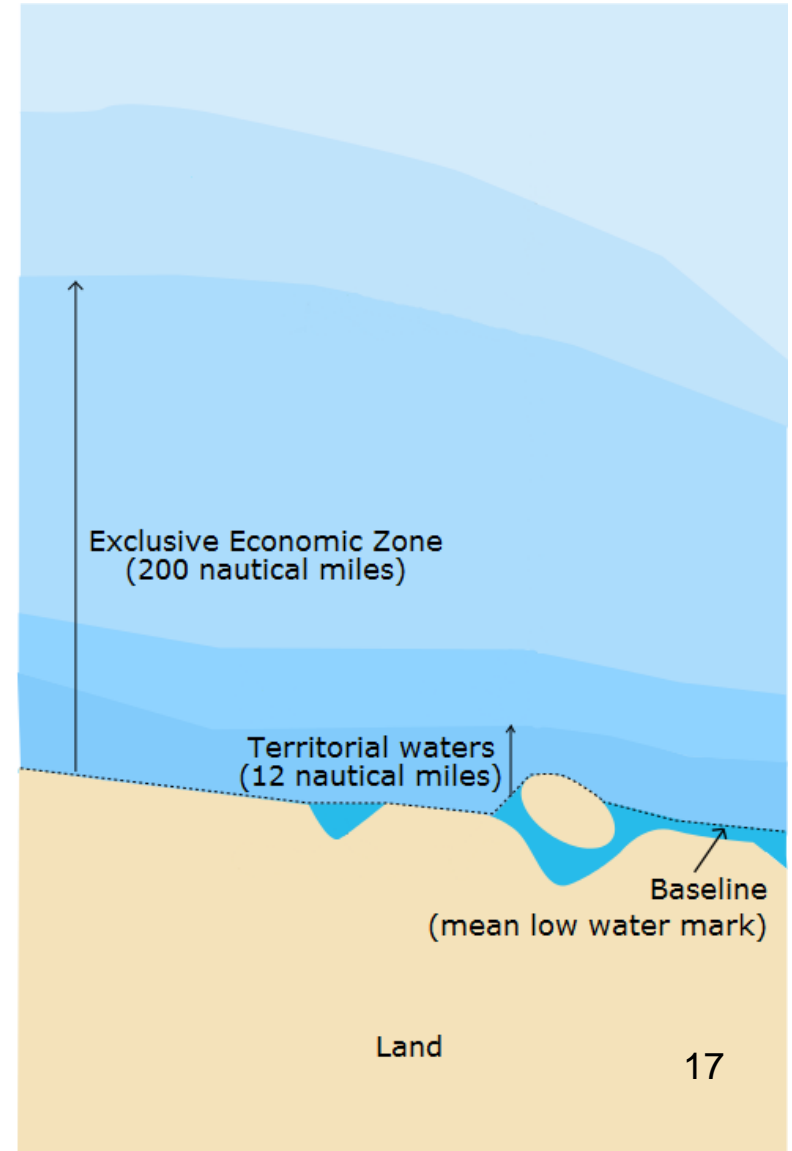 Exclusive Economic Zone
(200 nautical miles)
Territorial waters
(12 nautical miles)
Baseline
(mean low water mark)
Land
17